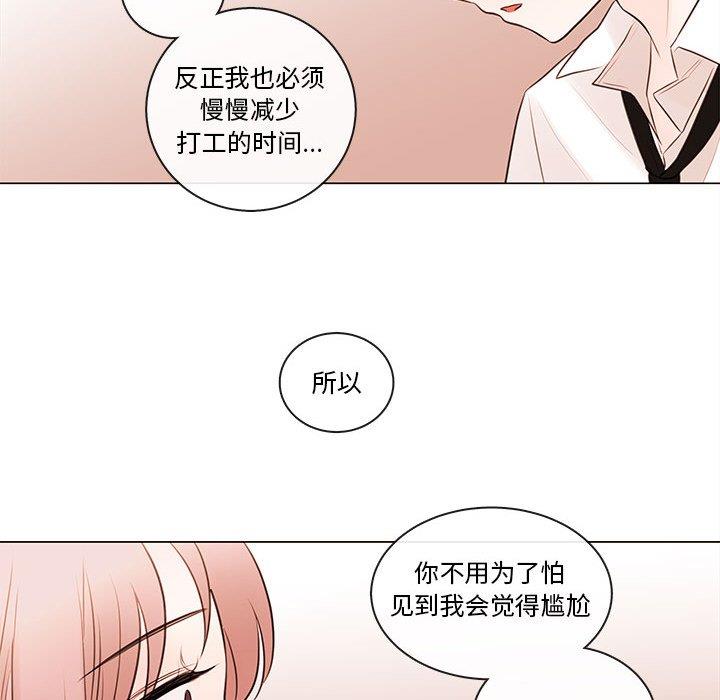 反正我也必须
慢慢减少
打工的时间...
所以
你不用为了怕
见到我会觉得尴尬